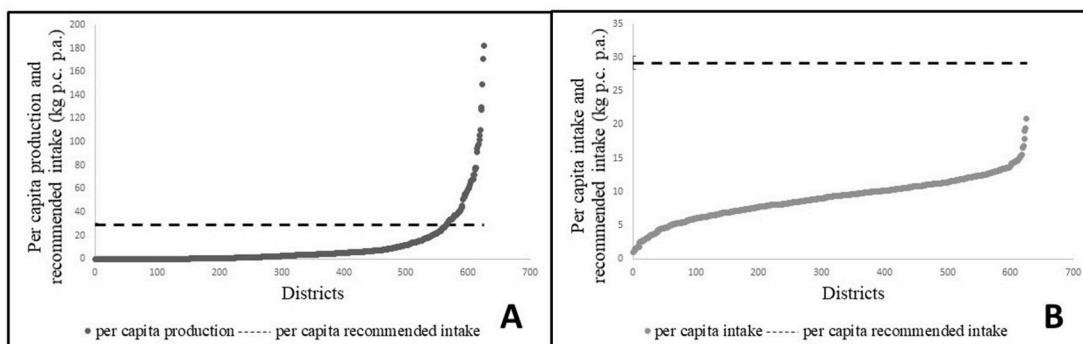 Per capita production and
recommended intake (kg p.c. p.a.)
200
180
160
140
120
100
80
60
40
20
0
0
100
200
300
400
500
600
700
Districts
per capita production
per capita recommended intake
A
Per capita intake and
recommended intake (kg p.c. p.a.)
35
30
25
20
15
10
5
0
0
100
200
300
400
500
600
700
Districts
per capita intake
per capita recommended intake
B